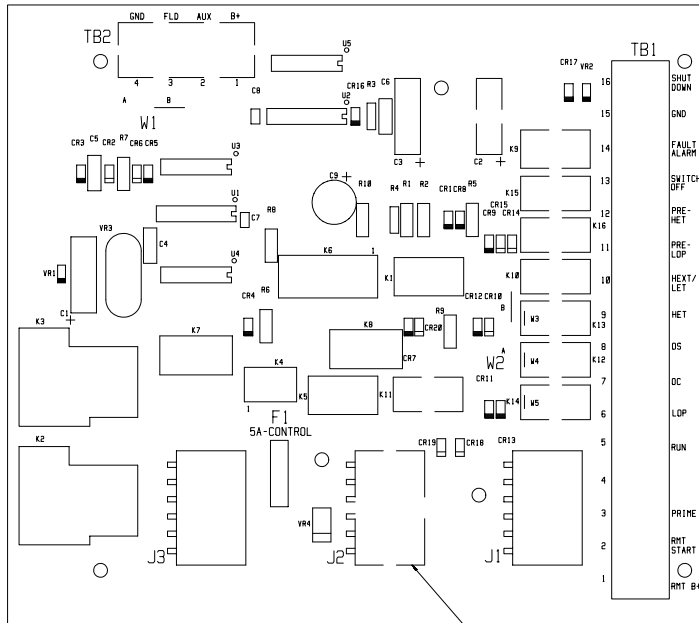 GND FLD AUX B+
TB2
4 3 2 1
A B
W1
U5
C8
U2
CR16 R3 C6
C3
C2
CR17 VR2
TB1
16 SHUT DOWN
15 GND
14 FAULT ALARM
13 SWITCH OFF
12 PRE-HET
11 PRE-LOP
10 HEXT/LET
9 HET
8 OS
7 OC
6 LOP
5 RUN
4
3 PRIME
2 RMT START
1 RMT B+
K9
K15
K16
K10
W3 K13
W4 K12
W5 K14
CR3 C5 CR2 R7 CR6 CR5
U3
U1
C7
U4
C9
R10
R4 R1 R2
CR1 CR8 R5
CR15
CR9 CR14
VR1
VR3
C4
C1
R8
K6
1
K1
CR4 R6
K3
K7
K8
CR7
CR20
R9
CR12 CR10
B
W2
A
K4
1
K5
K11
CR11
F1
5A-CONTROL
K2
CR19 CR18
CR13
VR4
J3
J2
J1